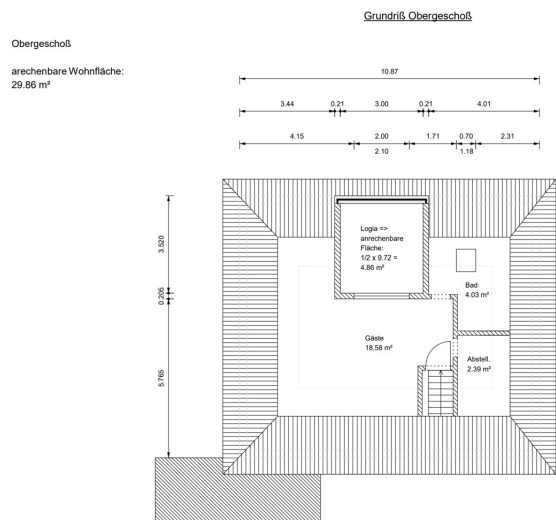 Grundriß Obergeschoß
Obergeschoß
arechenbare Wohnfläche:
29.86 m²
10.87
3.44 0.21 3.00 0.21 4.01
4.15 2.00 1.71 0.70 2.31
2.10 1.18
3.520
0.205
5.765
Logia =>
anrechenbare
Fläche:
1/2 x 9.72 =
4.86 m²
Bad
4.03 m²
Gäste
18.58 m²
Abstell.
2.39 m²